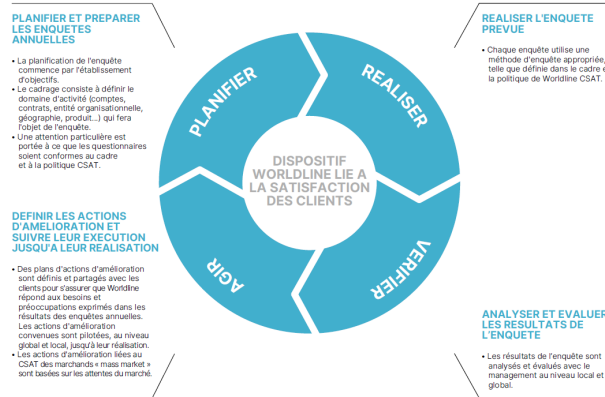 PLANIFIER ET PREPARER
LES ENQUETES
ANNUELLES
• La planification de l'enquête
commence par l'établissement
d'objectifs.
• Le cadrage consiste à définir le
domaine d'activité (comptes,
contrats, entité organisationnelle,
géographie, produit...) qui fera
l'objet de l'enquête.
• Une attention particulière est
portée à ce que les questionnaires
soient conformes au cadre
et à la politique CSAT.
REALISER L'ENQUETE
PREVUE
• Chaque enquête utilise une
méthode d'enquête appropriée,
telle que définie dans le cadre
la politique de Worldline CSAT.
PLANIFIER
REALISER
VERIFIER
AGIR
DISPOSITIF
WORLDLINE LIE A
LA SATISFACTION
DES CLIENTS
DEFINIR LES ACTIONS
D'AMELIORATION ET
SUIVRE LEUR EXECUTION
JUSQU'A LEUR REALISATION
• Des plans d'actions d'amélioration
sont définis et partagés avec les
clients pour s'assurer que Worldline
répond aux besoins et
préoccupations exprimés dans les
résultats des enquêtes annuelles.
Les actions d'amélioration
convenues sont pilotées, au niveau
global et local, jusqu'à leur réalisation.
• Les actions d'amélioration liées au
CSAT des marchands « mass market »
sont basées sur les attentes du marché.
ANALYSER ET EVALUER
LES RESULTATS DE
L'ENQUETE
• Les résultats de l'enquête sont
analysés et évalués avec le
management au niveau local et
global.